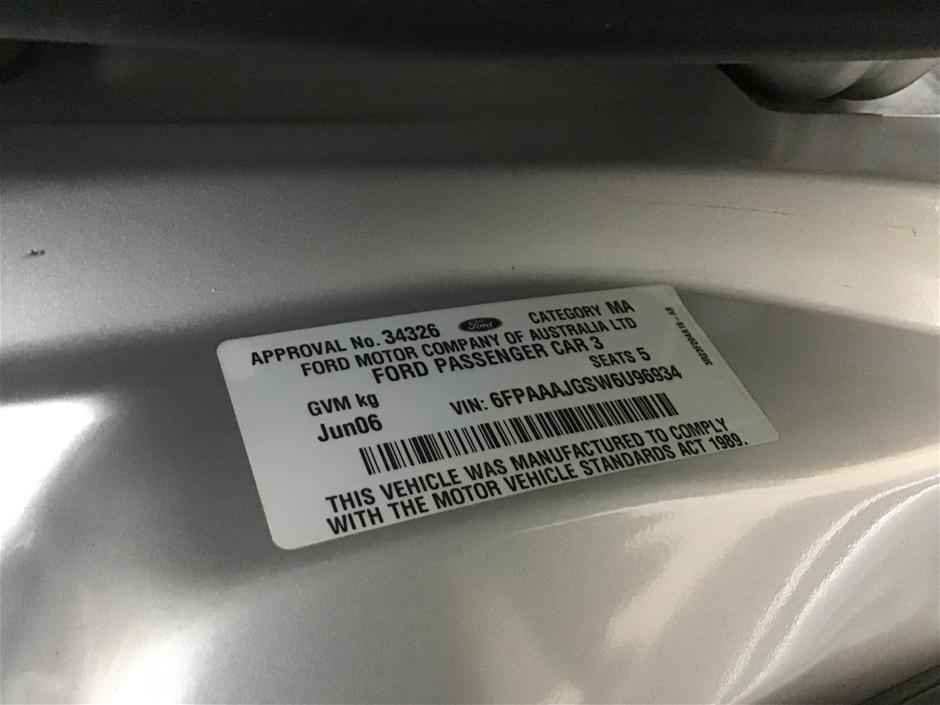 APPROVAL No. 34326 Ford CATEGORY MA
FORD MOTOR COMPANY OF AUSTRALIA LTD
FORD PASSENGER CAR 3
SEATS 5
GVM kg
VIN: 6FPAAAJGSW6U96934
Jun06
THIS VEHICLE WAS MANUFACTURED TO COMPLY
WITH THE MOTOR VEHICLE STANDARDS ACT 1989.